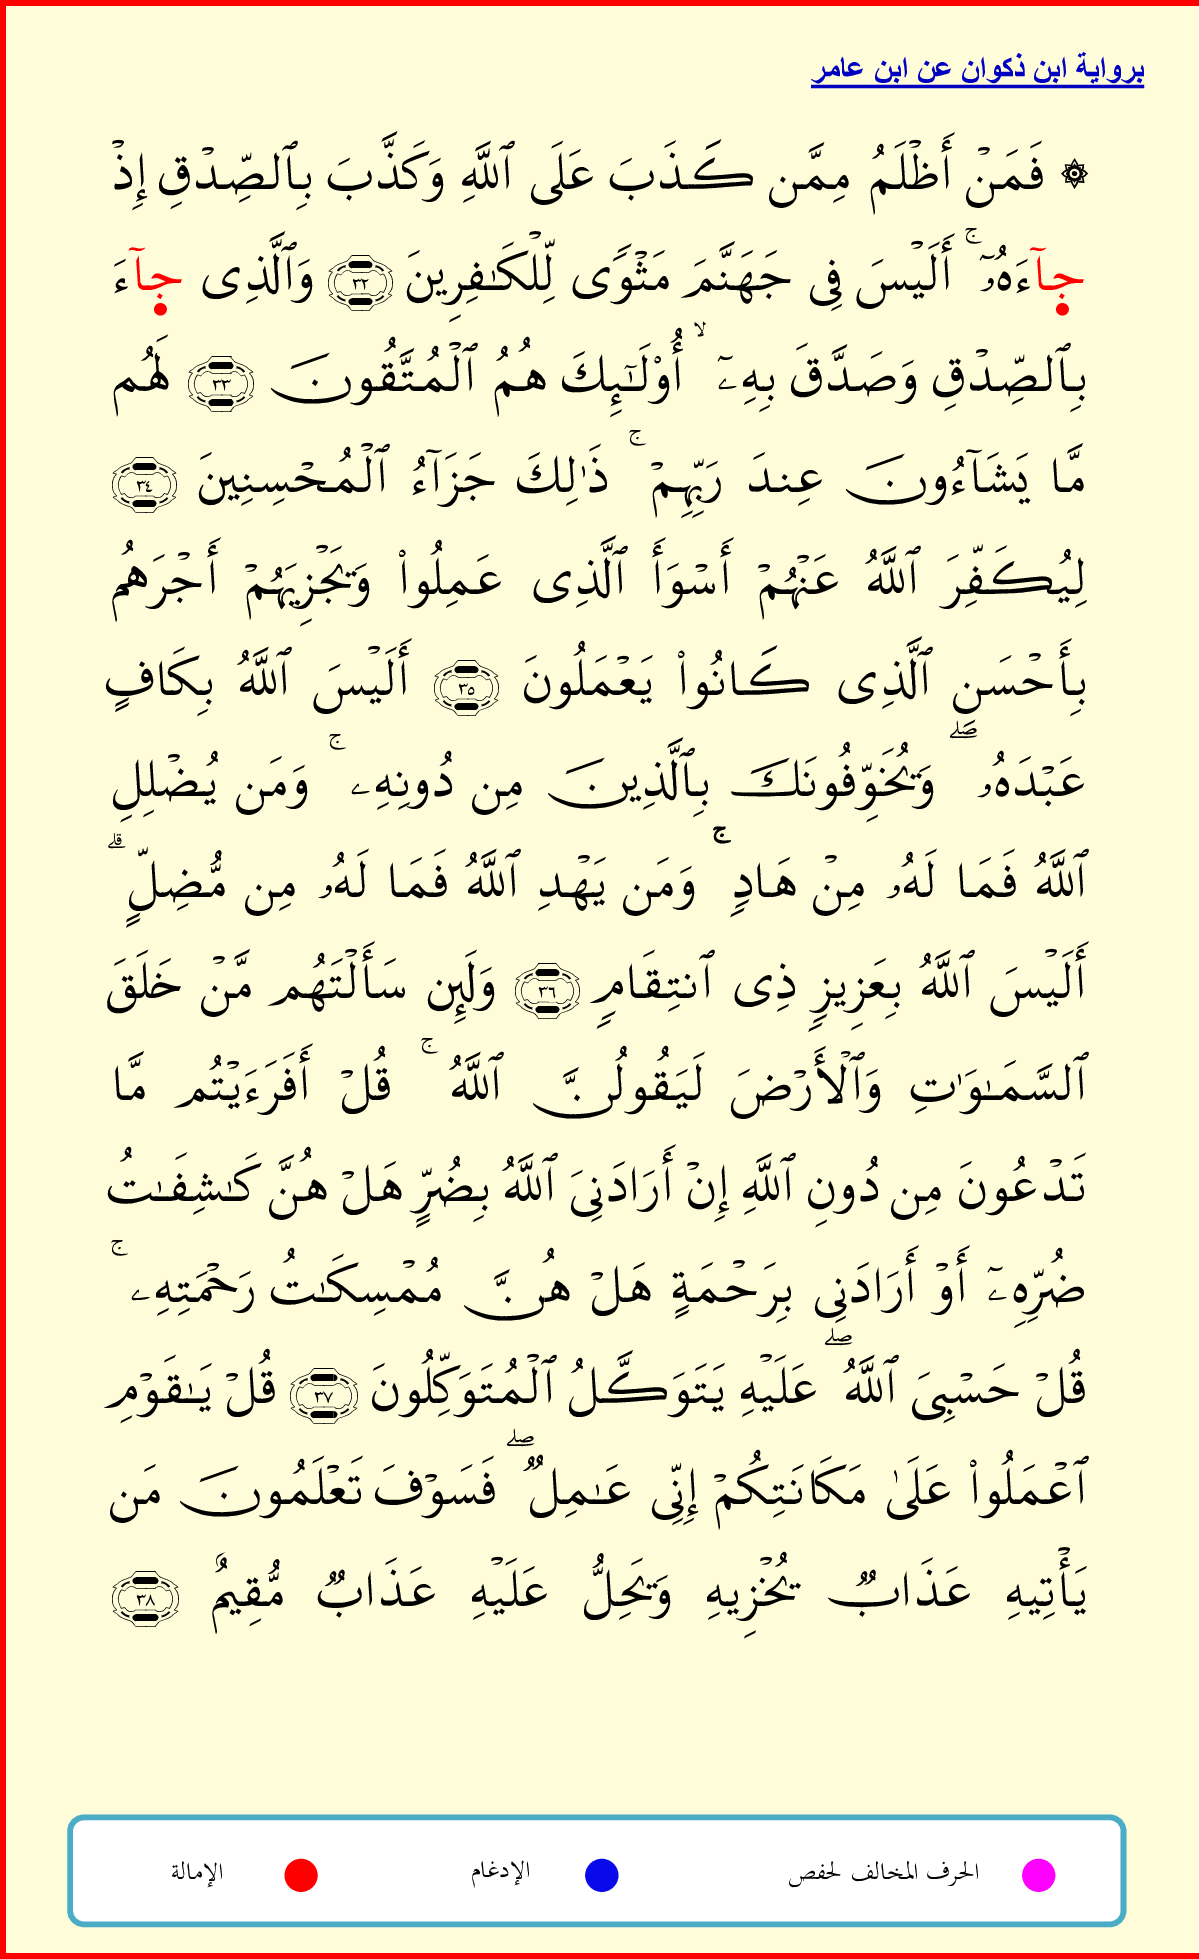 برواية ابن ذكوان عن ابن عامر
۞ فَمَنۡ أَظۡلَمُ مِمَّن كَذَبَ عَلَى ٱللَّهِ وَكَذَّبَ بِٱلصِّدۡقِ إِذۡ
جآءَهُۥٓۚ أَلَيۡسَ فِى جَهَنَّمَ مَثۡوًى لِّلۡكَـٰفِرِينَ ٣٢ وَٱلَّذِى جآءَ
بِٱلصِّدۡقِ وَصَدَّقَ بِهِۦٓۙ أُوْلَـٰٓئِكَ هُمُ ٱلۡمُتَّقُونَ ٣٣ لَهُم
مَّا يَشَآءُونَ عِندَ رَبِّهِمۡۚ ذَٰلِكَ جَزَآءُ ٱلۡمُحۡسِنِينَ ٣٤
لِيُكَفِّرَ ٱللَّهُ عَنۡهُمۡ أَسۡوَأَ ٱلَّذِى عَمِلُواْ وَيَجۡزِيَهُمۡ أَجۡرَهُم
بِأَحۡسَنِ ٱلَّذِى كَانُواْ يَعۡمَلُونَ ٣٥ أَلَيۡسَ ٱللَّهُ بِكَافٍ
عَبۡدَهُۥۖ وَيُخَوِّفُونَكَ بِٱلَّذِينَ مِن دُونِهِۦۚ وَمَن يُضۡلِلِ
ٱللَّهُ فَمَا لَهُۥ مِنۡ هَادٍۚ وَمَن يَهۡدِ ٱللَّهُ فَمَا لَهُۥ مِن مُّضِلٍّۗ
أَلَيۡسَ ٱللَّهُ بِعَزِيزٍ ذِى ٱنتِقَامٍ ٣٦ وَلَئِن سَأَلۡتَهُم مَّنۡ خَلَقَ
ٱلسَّمَـٰوَٰتِ وَٱلۡأَرۡضَ لَيَقُولُنَّ ٱللَّهُۚ قُلۡ أَفَرَءَيۡتُم مَّا
تَدۡعُونَ مِن دُونِ ٱللَّهِ إِنۡ أَرَادَنِىَ ٱللَّهُ بِضُرٍّ هَلۡ هُنَّ كَـٰشِفَـٰتُ
ضُرِّهِۦٓ أَوۡ أَرَادَنِى بِرَحۡمَةٍ هَلۡ هُنَّ مُمۡسِكَـٰتُ رَحۡمَتِهِۦۚ
قُلۡ حَسۡبِىَ ٱللَّهُۖ عَلَيۡهِ يَتَوَكَّلُ ٱلۡمُتَوَكِّلُونَ ٣٧ قُلۡ يَـٰقَوۡمِ
ٱعۡمَلُواْ عَلَىٰ مَكَانَتِكُمۡ إِنِّى عَـٰمِلٌۖ فَسَوۡفَ تَعۡلَمُونَ مَن
يَأۡتِيهِ عَذَابٌ يُخۡزِيهِ وَيَحِلُّ عَلَيۡهِ عَذَابٌ مُّقِيمٌ ٣٨
الحرف المخالف لحفص الإدغام الإمالة